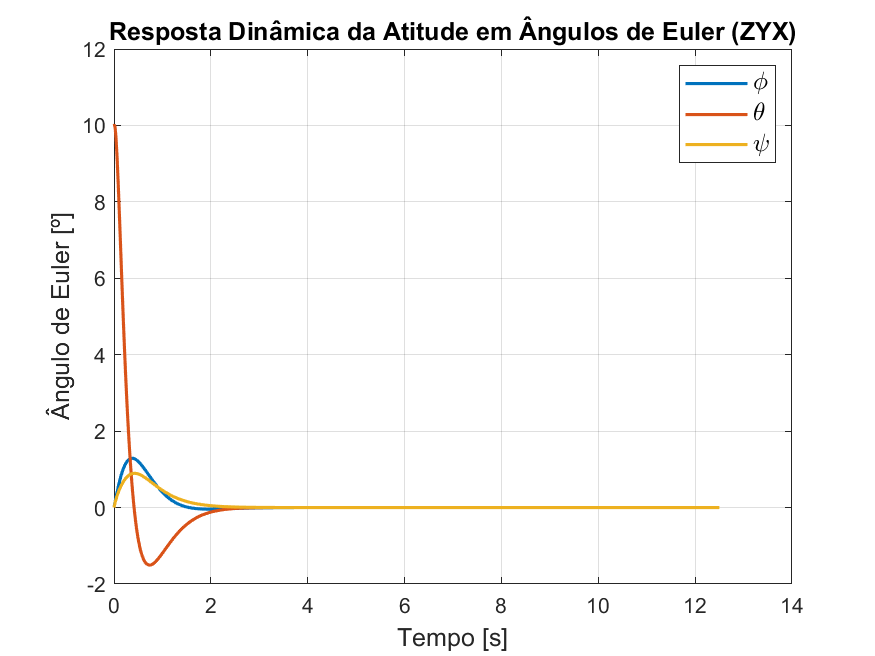 Resposta Dinâmica da Atitude em Ângulos de Euler (ZYX)
12
10
8
6
4
2
0
-2
Ângulo de Euler [º]
ϕ
θ
ψ
0 2 4 6 8 10 12 14
Tempo [s]